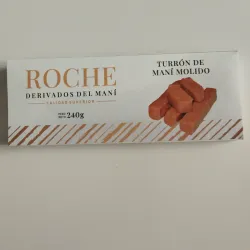 ROCHE
DERIVADOS DEL MANÍ
CALIDAD SUPERIOR
240g
TURRÓN DE
MANÍ MOLIDO